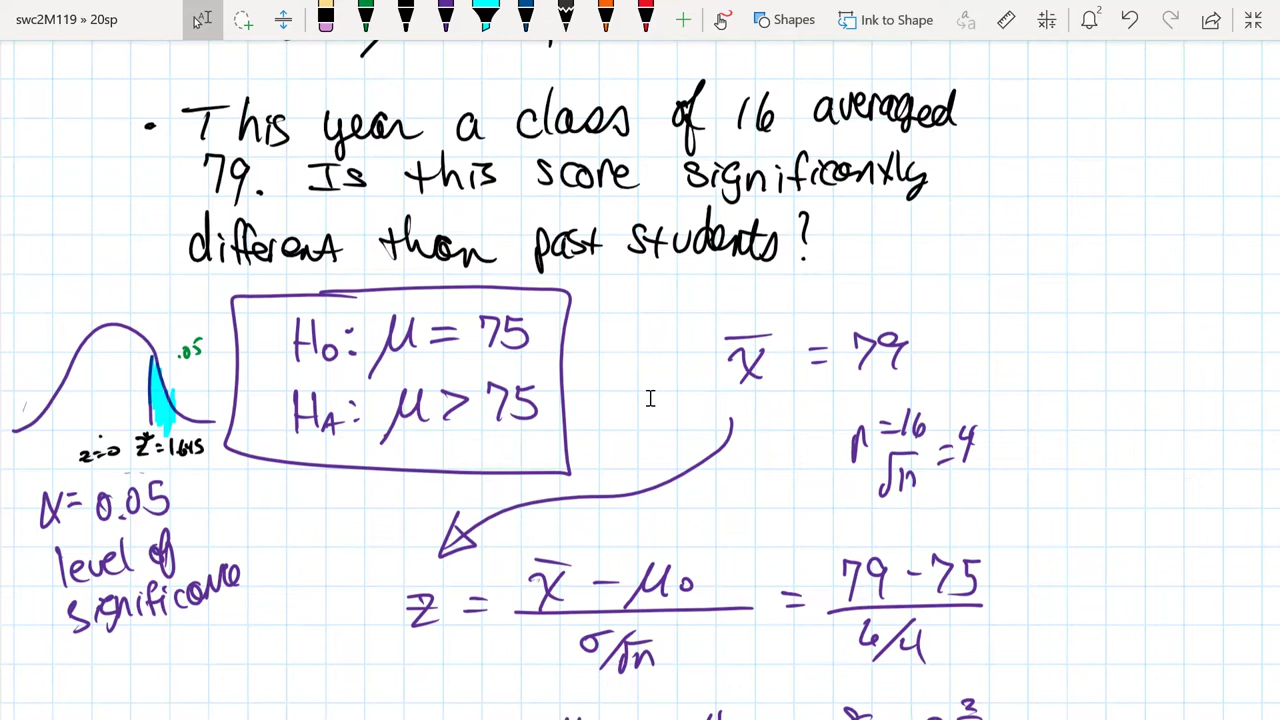 swc2M119 » 20sp
Shapes
Ink to Shape
2
• This year a class of 16 averaged
79. Is this score significantly
different than past students?
.05
H0: μ = 75
HA: μ > 75
x̄ = 79
z=0 z* = 1.645
n = 16
√n = 4
α = 0.05
level of
significance
z = x̄ - μ0 / σ/√n = 79 - 75 / 6/4